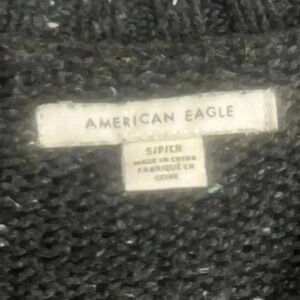 AMERICAN EAGLE
S/P/CH
MADE IN CHINA
FABRIQUÉ EN
CHINE